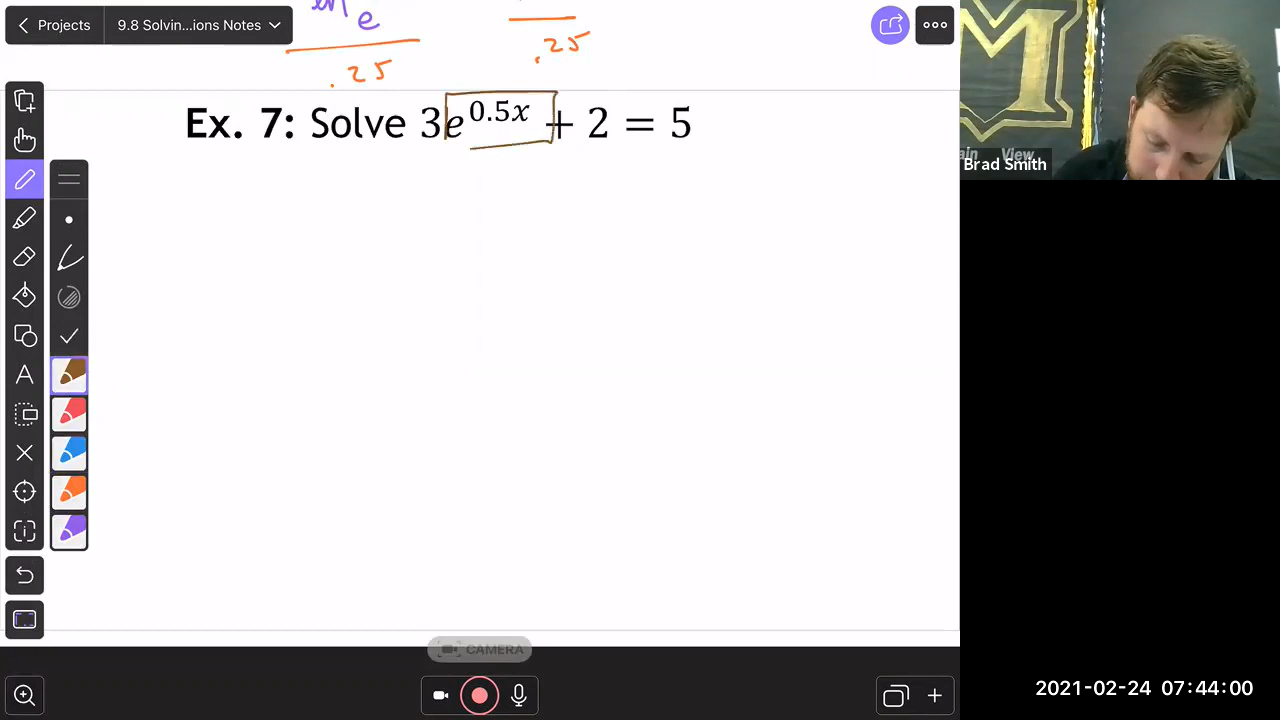 Projects
9.8 Solvin...ions Notes
e
.25
.25
Ex. 7: Solve 3e^{0.5x} + 2 = 5
M
View
Brad Smith
A
CAMERA
2021-02-24 07:44:00